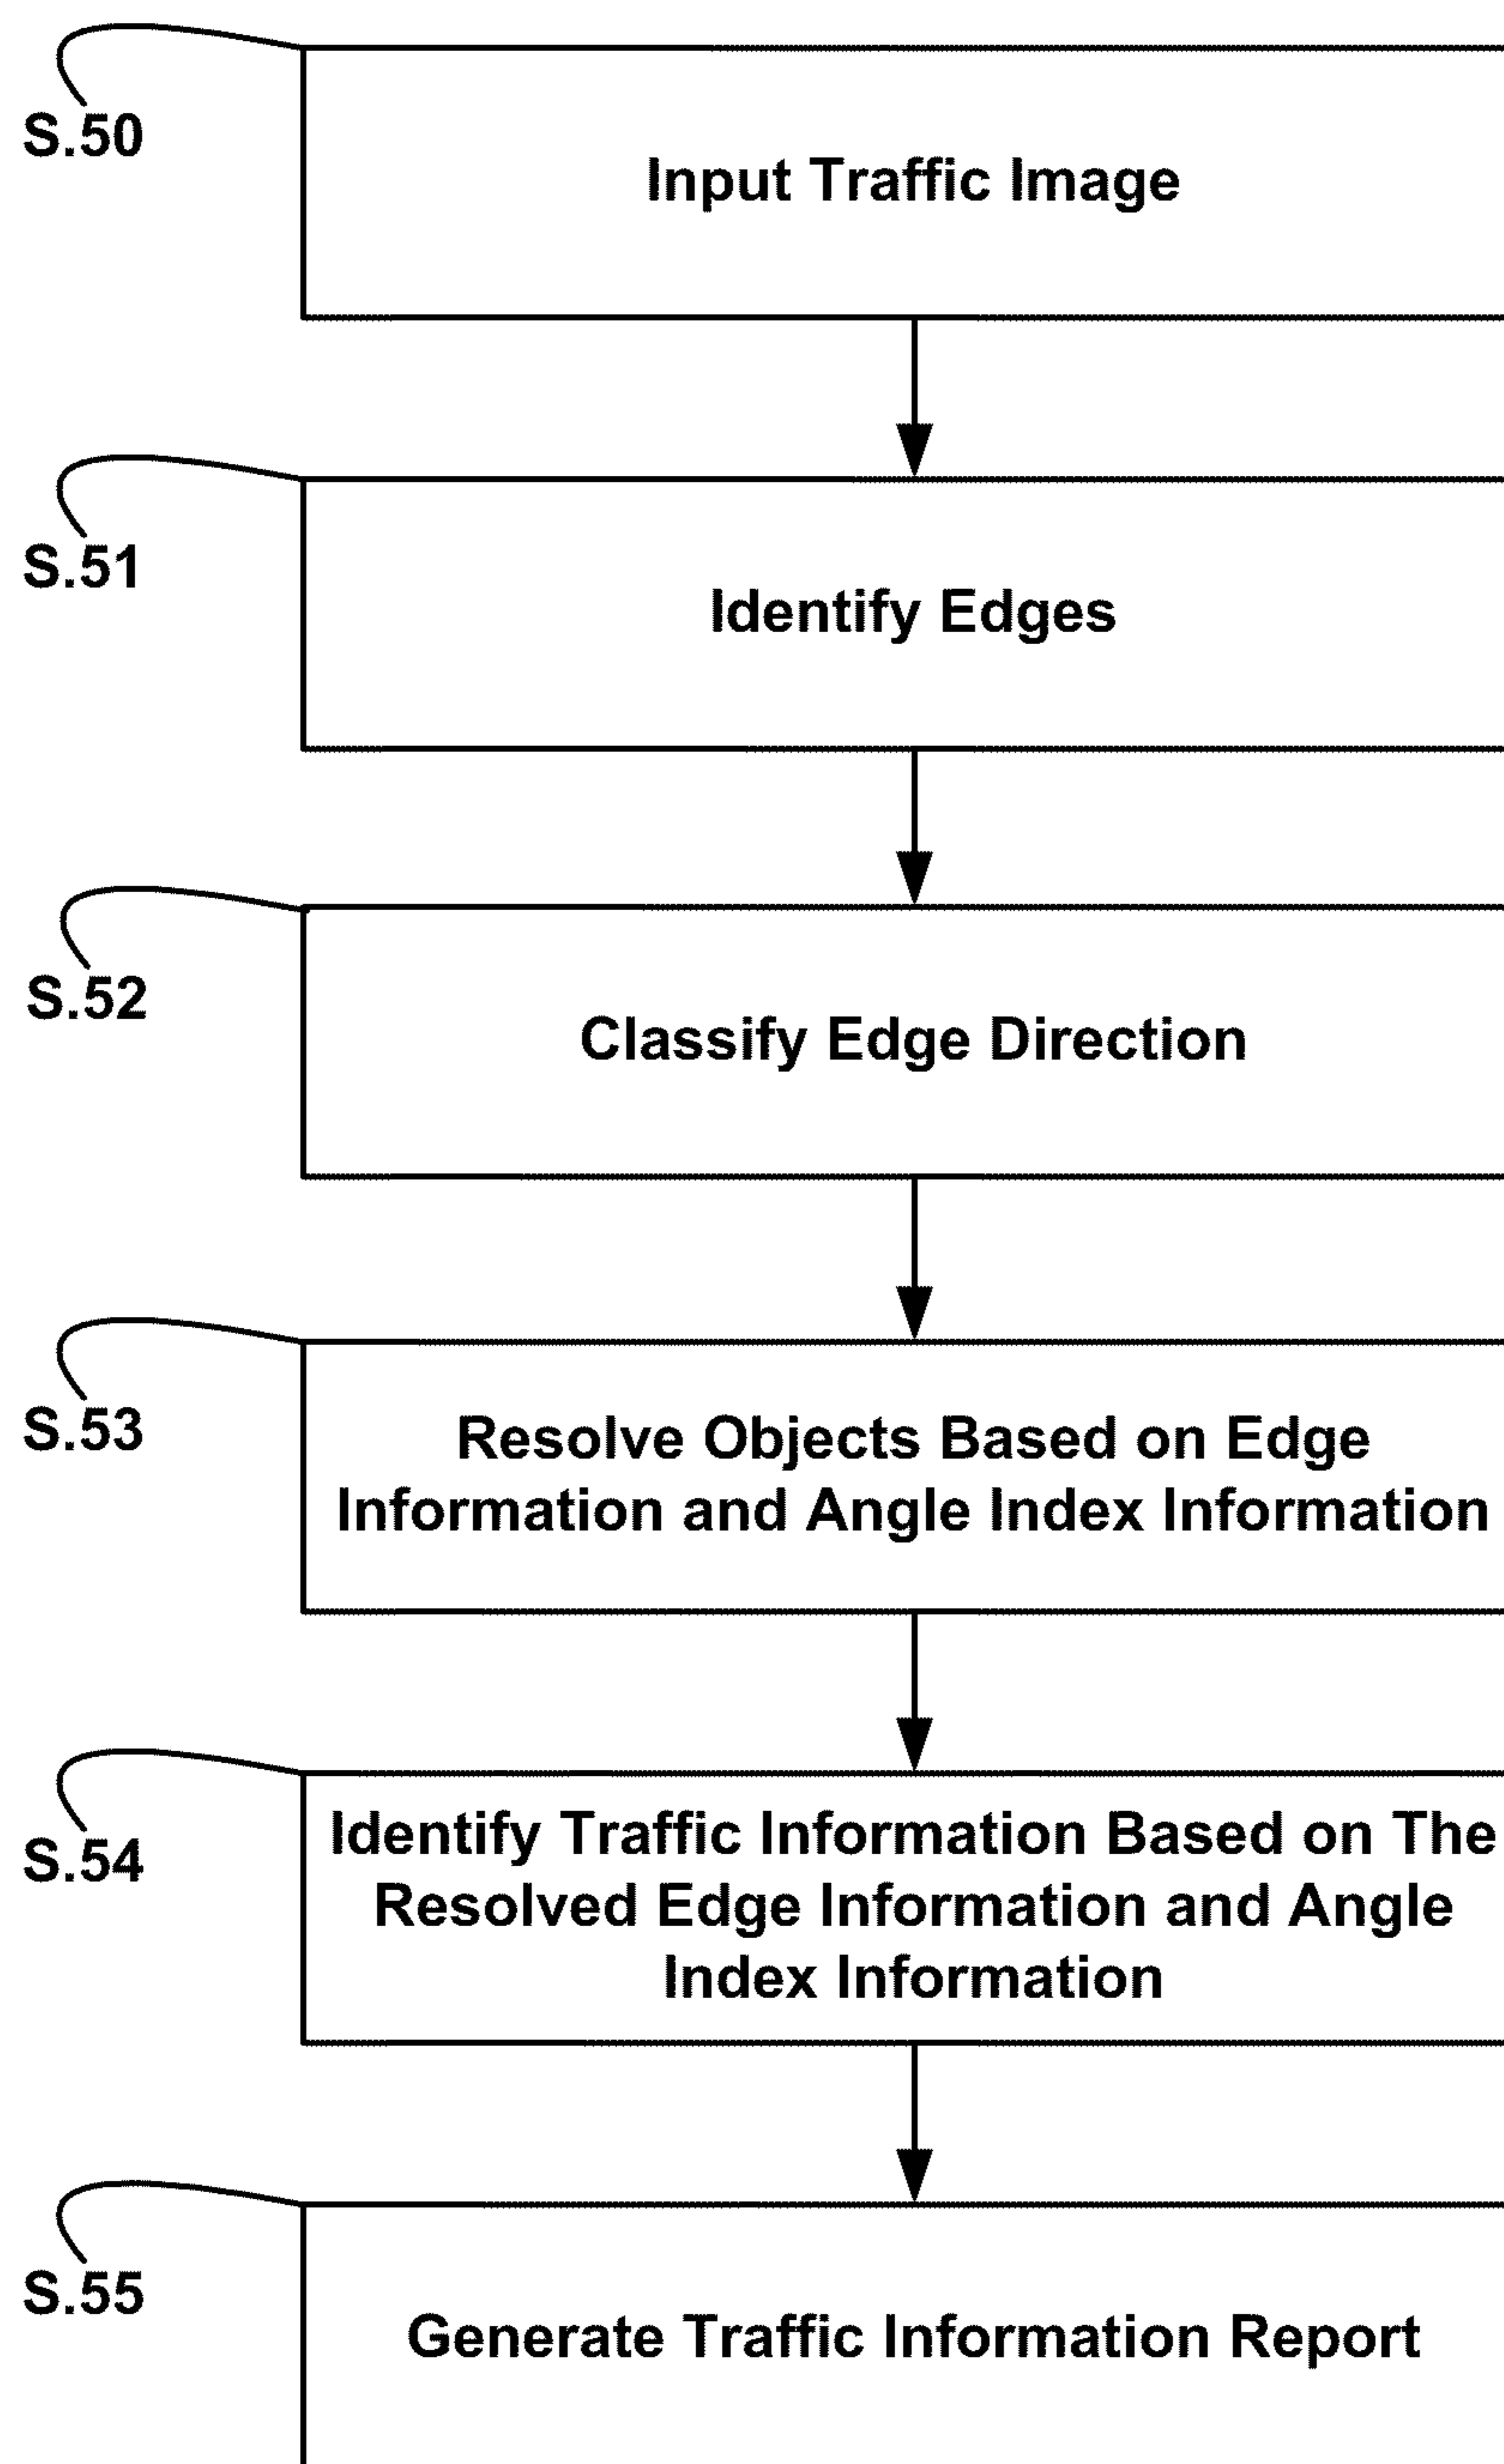 S.50
Input Traffic Image
S.51
Identify Edges
S.52
Classify Edge Direction
S.53
Resolve Objects Based on Edge
Information and Angle Index Information
S.54
Identify Traffic Information Based on The
Resolved Edge Information and Angle
Index Information
S.55
Generate Traffic Information Report